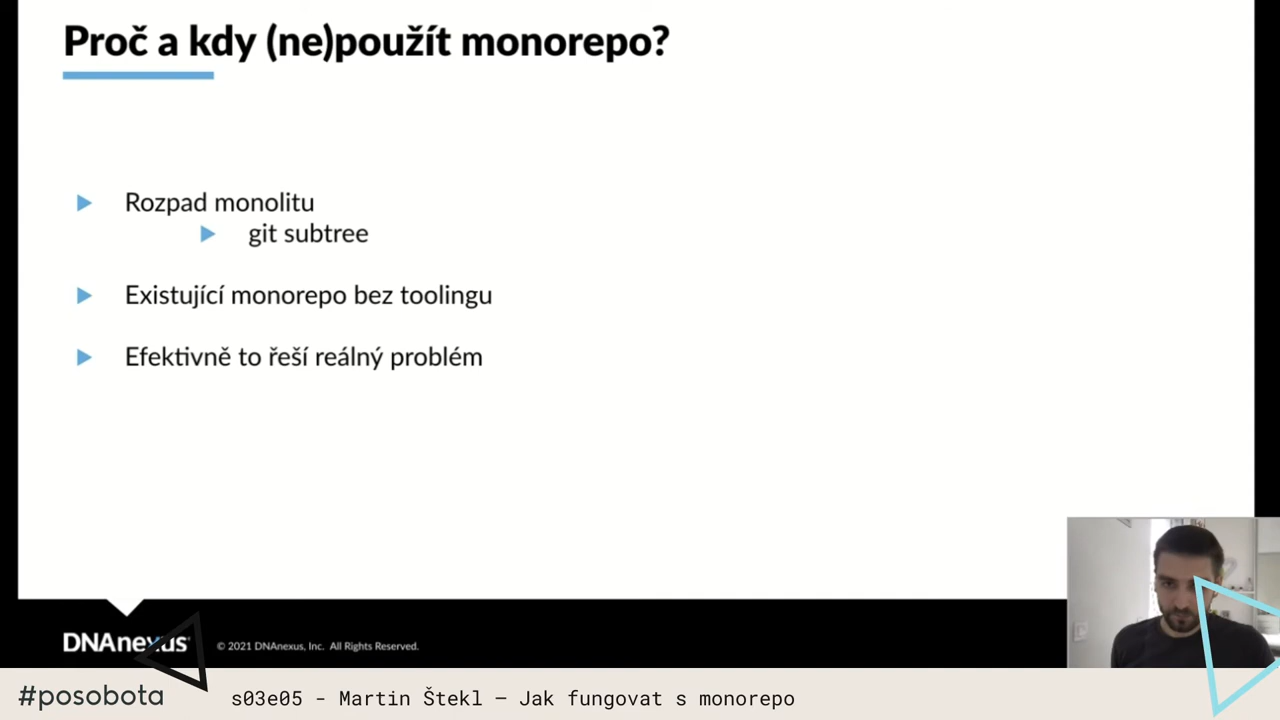 Proč a kdy (ne)použít monorepo?
Rozpad monolitu
git subtree
Existující monorepo bez toolingu
Efektivně to řeší reálný problém
DNAnexus
© 2021 DNAnexus, Inc. All Rights Reserved.
#posobota
s03e05 - Martin Štekl – Jak fungovat s monorepo